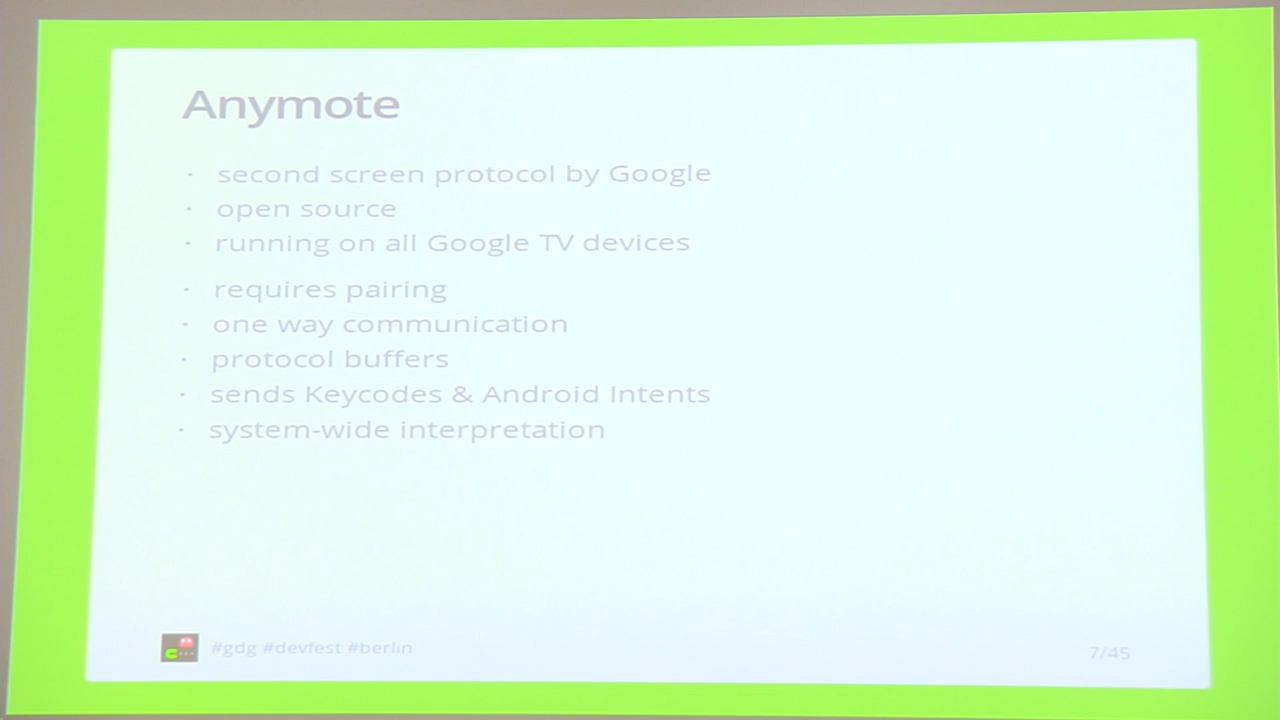 Anymote
· second screen protocol by Google
· open source
· running on all Google TV devices
· requires pairing
· one way communication
· protocol buffers
· sends Keycodes & Android Intents
· system-wide interpretation
#gdg #devfest #berlin
7/45